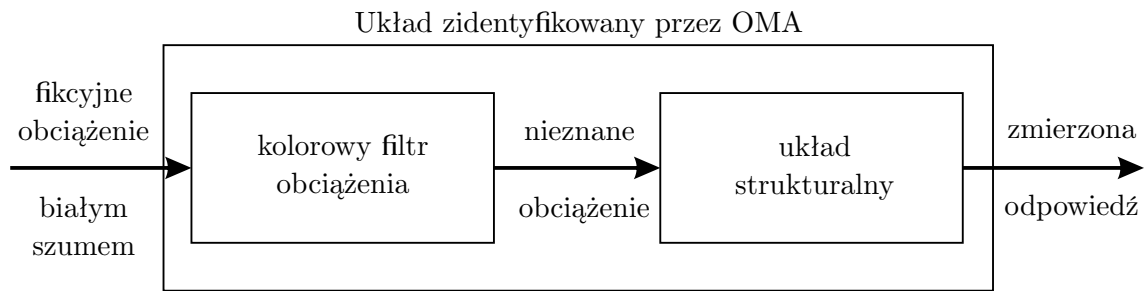 Układ zidentyfikowany przez OMA
fikcyjne
obciążenie
białym
szumem
kolorowy filtr
obciążenia
nieznane
obciążenie
układ
strukturalny
zmierzona
odpowiedź